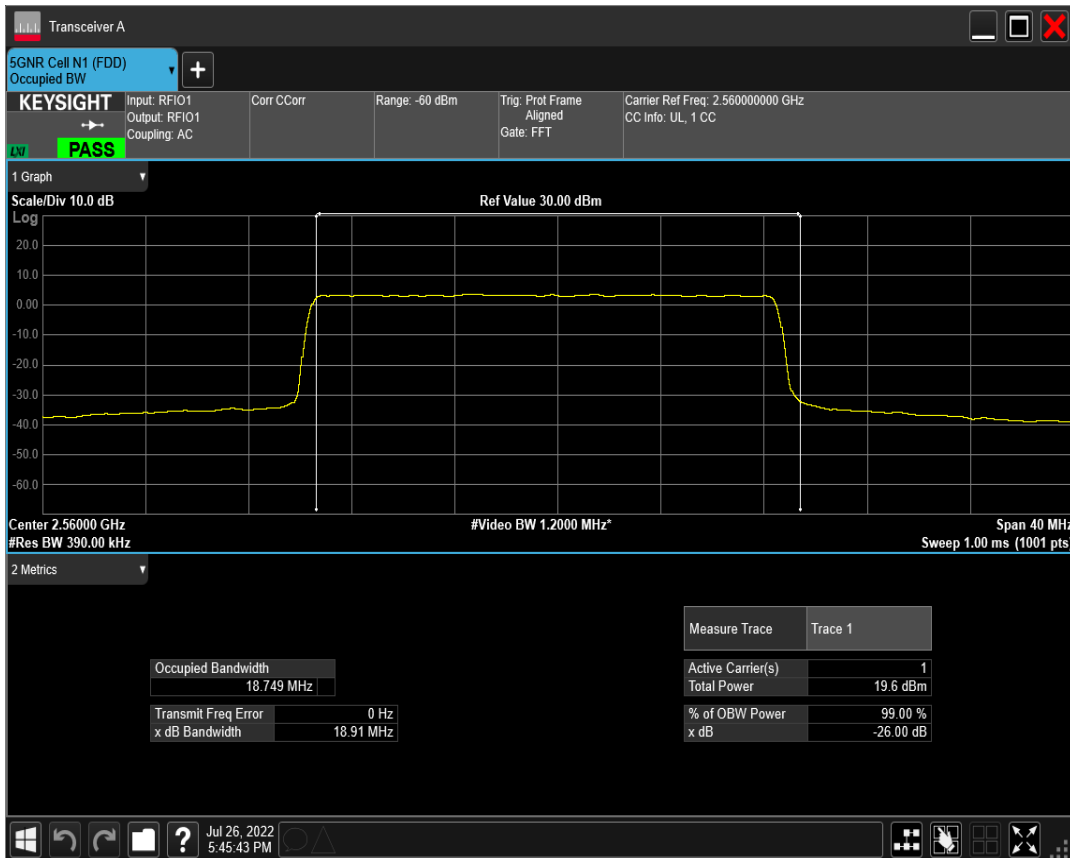 Transceiver A
5GNR Cell N1 (FDD)
Occupied BW
+
KEYSIGHT
LXI
PASS
Input: RFIO1
Output: RFIO1
Coupling: AC
Corr CCorr
Range: -60 dBm
Trig: Prot Frame
Aligned
Gate: FFT
Carrier Ref Freq: 2.560000000 GHz
CC Info: UL, 1 CC
1 Graph
Scale/Div 10.0 dB
Ref Value 30.00 dBm
Log
20.0
10.0
0.00
-10.0
-20.0
-30.0
-40.0
-50.0
-60.0
Center 2.56000 GHz
#Video BW 1.2000 MHz*
Span 40 MHz
#Res BW 390.00 kHz
Sweep 1.00 ms (1001 pts)
2 Metrics
Measure Trace Trace 1
Occupied Bandwidth
18.749 MHz
Active Carrier(s) 1
Total Power 19.6 dBm
Transmit Freq Error 0 Hz
x dB Bandwidth 18.91 MHz
% of OBW Power 99.00 %
x dB -26.00 dB
?
Jul 26, 2022
5:45:43 PM